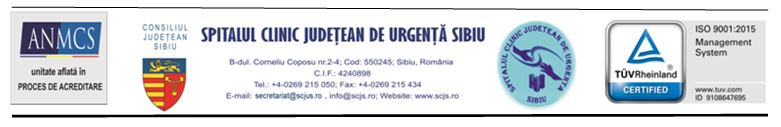 ANMCS
unitate aflată în
PROCES DE ACREDITARE
CONSILIUL
JUDEȚEAN
SIBIU
SPITALUL CLINIC JUDEȚEAN DE URGENȚĂ SIBIU
B-dul. Corneliu Coposu nr.2-4; Cod: 550245; Sibiu, România
C.I.F.: 4240898
Tel.: +4-0269 215 050; Fax: +4-0269 215 434
E-mail: secretariat@scjus.ro , info@scjs.ro; Website: www.scjs.ro
SPITALUL CLINIC JUDEȚEAN DE URGENȚĂ
SIBIU
TÜVRheinland
CERTIFIED
ISO 9001:2015
Management
System
www.tuv.com
ID 9108647695